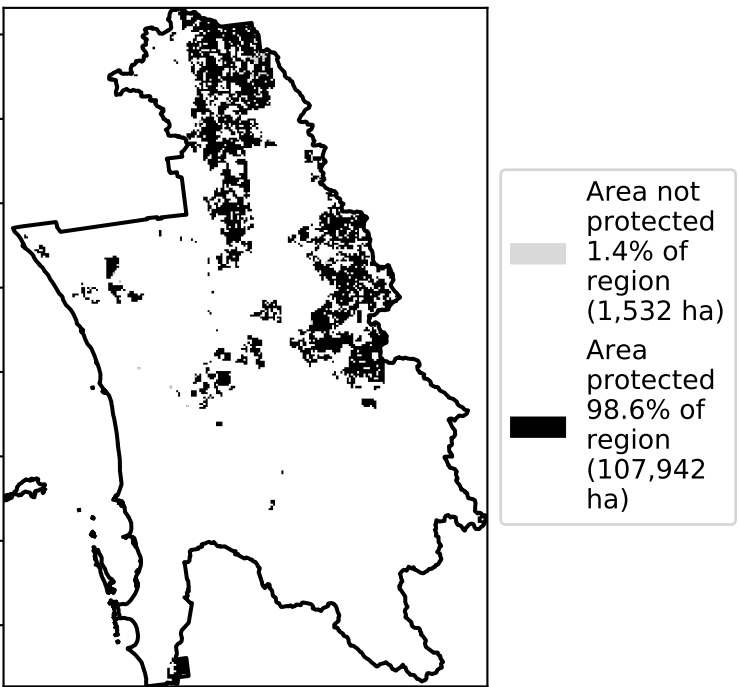 Area not
protected
1.4% of
region
(1,532 ha)
Area
protected
98.6% of
region
(107,942
ha)